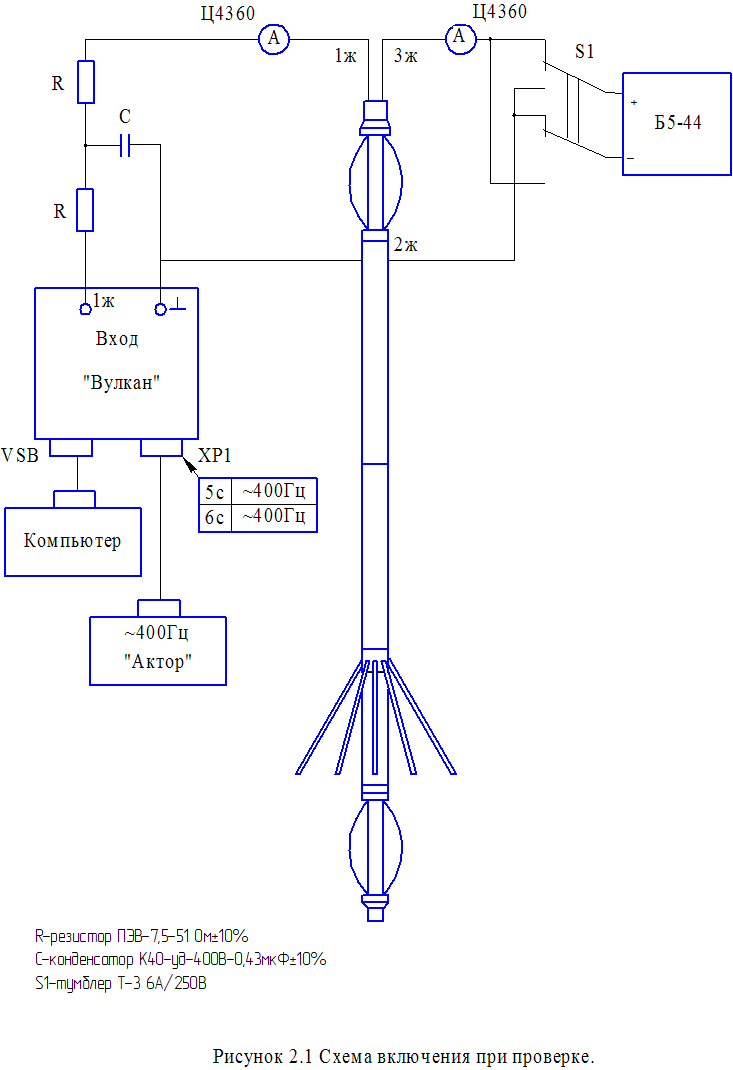 Ц4360
А
Ц4360
А
1ж
3ж
S1
R
С
+
Б5-44
–
R
2ж
1ж
Вход
"Вулкан"
VSB
ХР1
5с ~400Гц
6с ~400Гц
Компьютер
~400Гц
"Актор"
R-резистор ПЭВ-7,5-51 Ом±10%
С-конденсатор К40-уд-400В-0,43мкФ±10%
S1-тумблер Т-3 6А/250В
Рисунок 2.1 Схема включения при проверке.